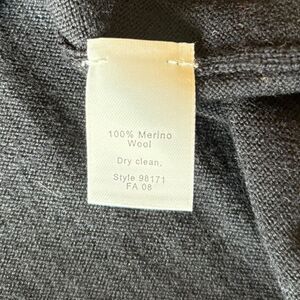 100% Merino
Wool
Dry clean,
Style 98171
FA 08